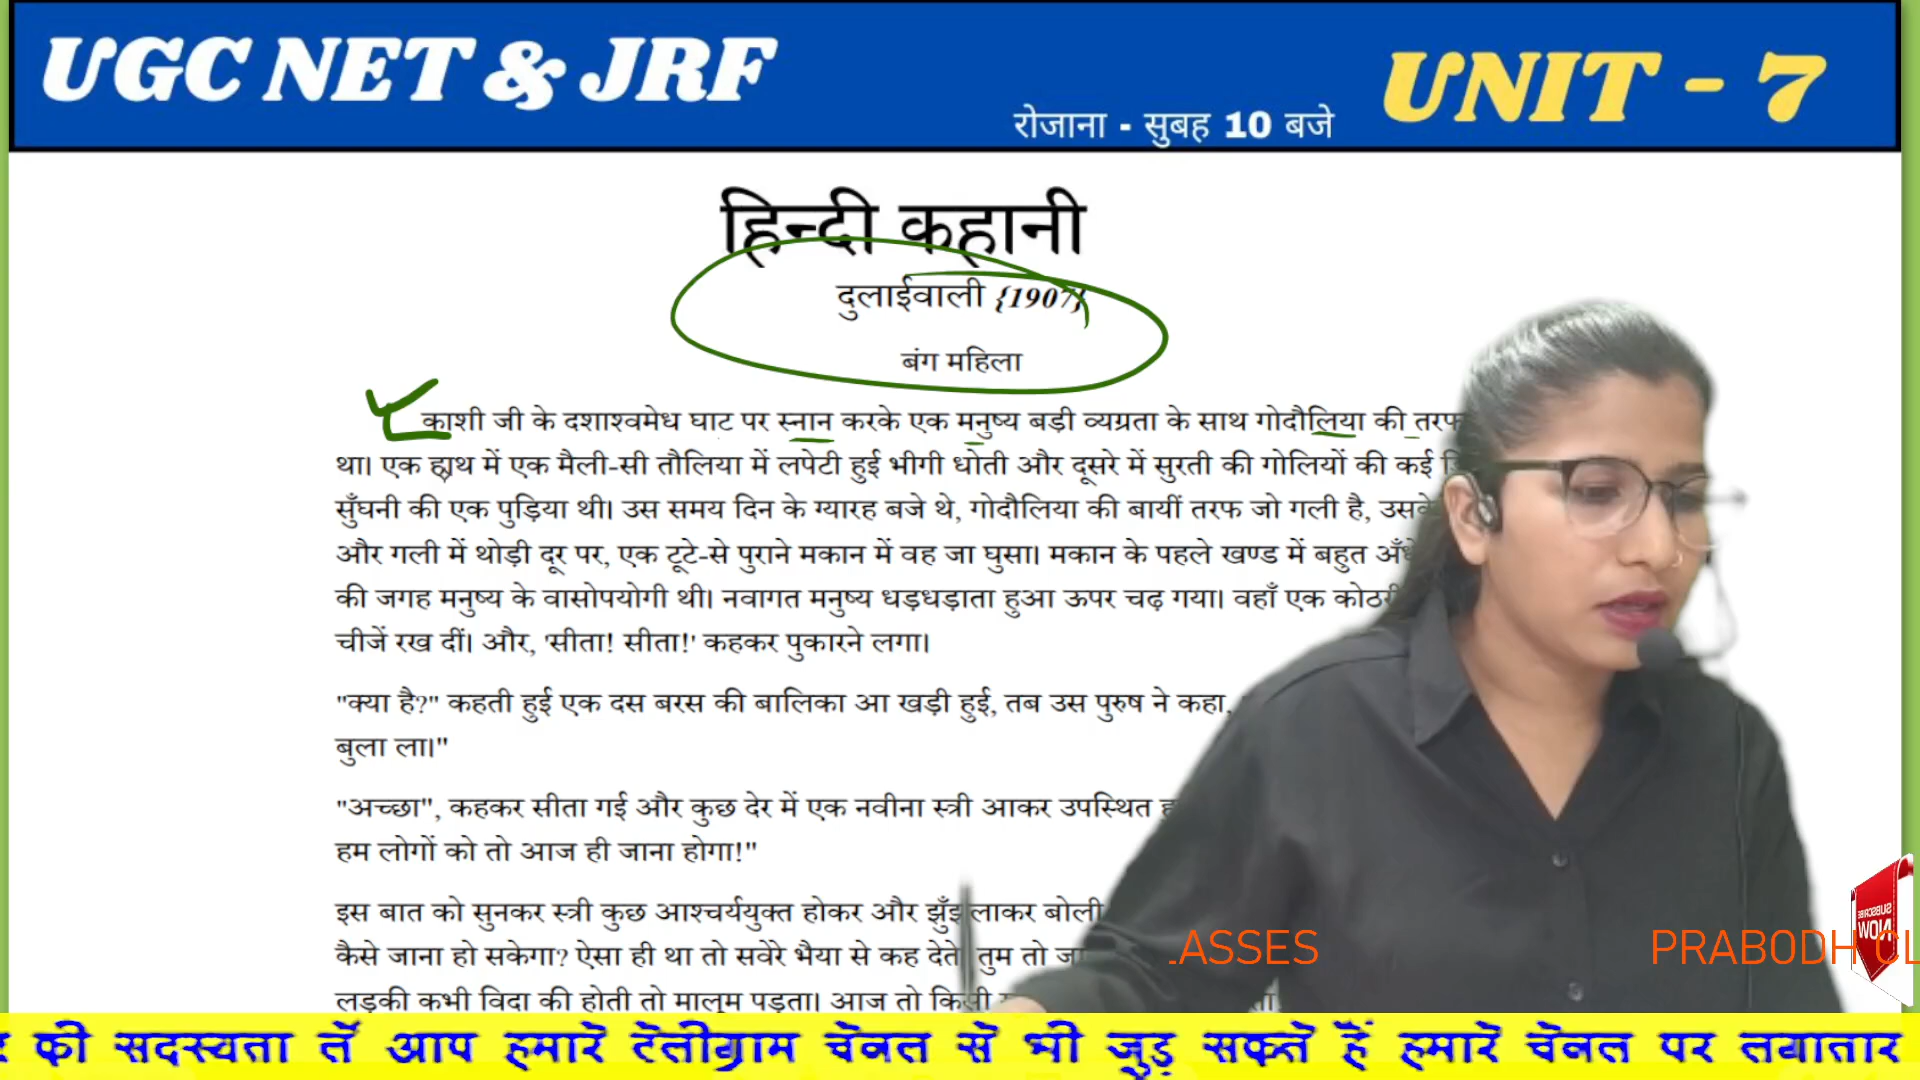 UGC NET & JRF
रोजाना - सुबह 10 बजे
UNIT - 7
हिन्दी कहानी
दुलाईवाली {1907}
बंग महिला
काशी जी के दशाश्वमेध घाट पर स्नान करके एक मनुष्य बड़ी व्यग्रता के साथ गोदौलिया की तरफ
था। एक हाथ में एक मैली-सी तौलिया में लपेटी हुई भीगी धोती और दूसरे में सुरती की गोलियों की कई
सुँघनी की एक पुड़िया थी। उस समय दिन के ग्यारह बजे थे, गोदौलिया की बायीं तरफ जो गली है,
और गली में थोड़ी दूर पर, एक टूटे-से पुराने मकान में वह जा घुसा। मकान के पहले खण्ड में बहुत
की जगह मनुष्य के वासोपयोगी थी। नवागत मनुष्य धड़धड़ाता हुआ ऊपर चढ़ गया। वहाँ एक
चीजें रख दीं। और, 'सीता! सीता!' कहकर पुकारने लगा।
"क्या है?" कहती हुई एक दस बरस की बालिका आ खड़ी हुई, तब उस पुरुष ने कहा,
बुला ला।"
"अच्छा", कहकर सीता गई और कुछ देर में एक नवीना स्त्री आकर उपस्थित
हम लोगों को तो आज ही जाना होगा!"
इस बात को सुनकर स्त्री कुछ आश्चर्ययुक्त होकर और झुँझलाकर बोली
कैसे जाना हो सकेगा? ऐसा ही था तो सवेरे भैया से कह देते तुम तो
लड़की कभी विदा की होती तो मालूम पड़ता। आज तो
ASSES
PRABODH CL
SUBSCRIBE
NOW
की सदस्यता लें आप हमारे टेलीग्राम चैनल से भी जुड़ सकते हैं हमारे चैनल पर लगातार